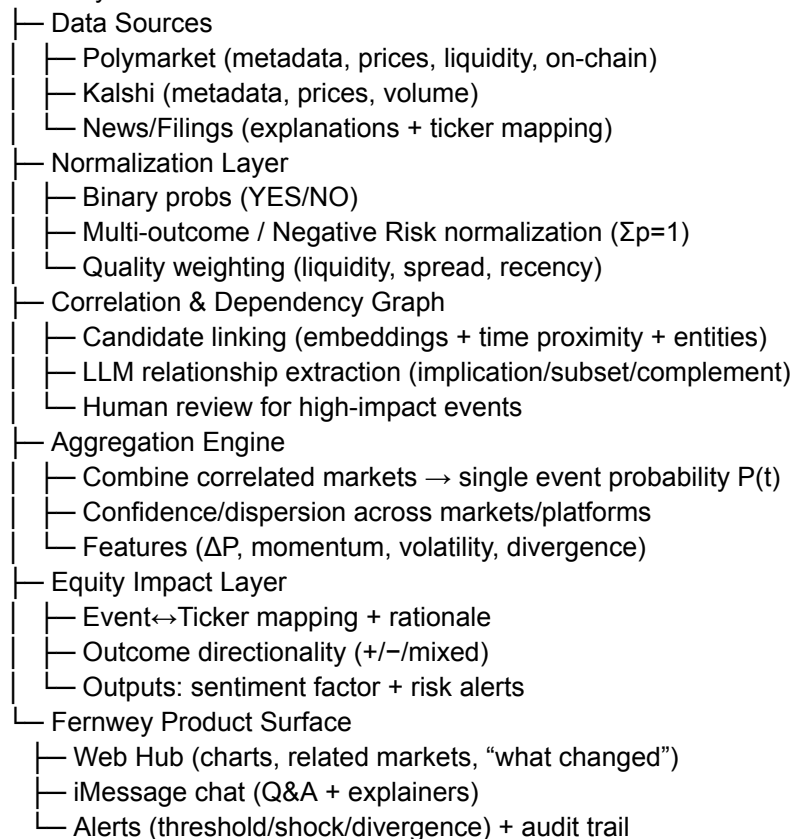 ├─ Data Sources
│ ├─ Polymarket (metadata, prices, liquidity, on-chain)
│ ├─ Kalshi (metadata, prices, volume)
│ └─ News/Filings (explanations + ticker mapping)
├─ Normalization Layer
│ ├─ Binary probs (YES/NO)
│ ├─ Multi-outcome / Negative Risk normalization (Σp=1)
│ └─ Quality weighting (liquidity, spread, recency)
├─ Correlation & Dependency Graph
│ ├─ Candidate linking (embeddings + time proximity + entities)
│ ├─ LLM relationship extraction (implication/subset/complement)
│ └─ Human review for high-impact events
├─ Aggregation Engine
│ ├─ Combine correlated markets → single event probability P(t)
│ ├─ Confidence/dispersion across markets/platforms
│ └─ Features (ΔP, momentum, volatility, divergence)
├─ Equity Impact Layer
│ ├─ Event↔Ticker mapping + rationale
│ ├─ Outcome directionality (+/−/mixed)
│ └─ Outputs: sentiment factor + risk alerts
└─ Fernwey Product Surface
├─ Web Hub (charts, related markets, “what changed”)
├─ iMessage chat (Q&A + explainers)
└─ Alerts (threshold/shock/divergence) + audit trail